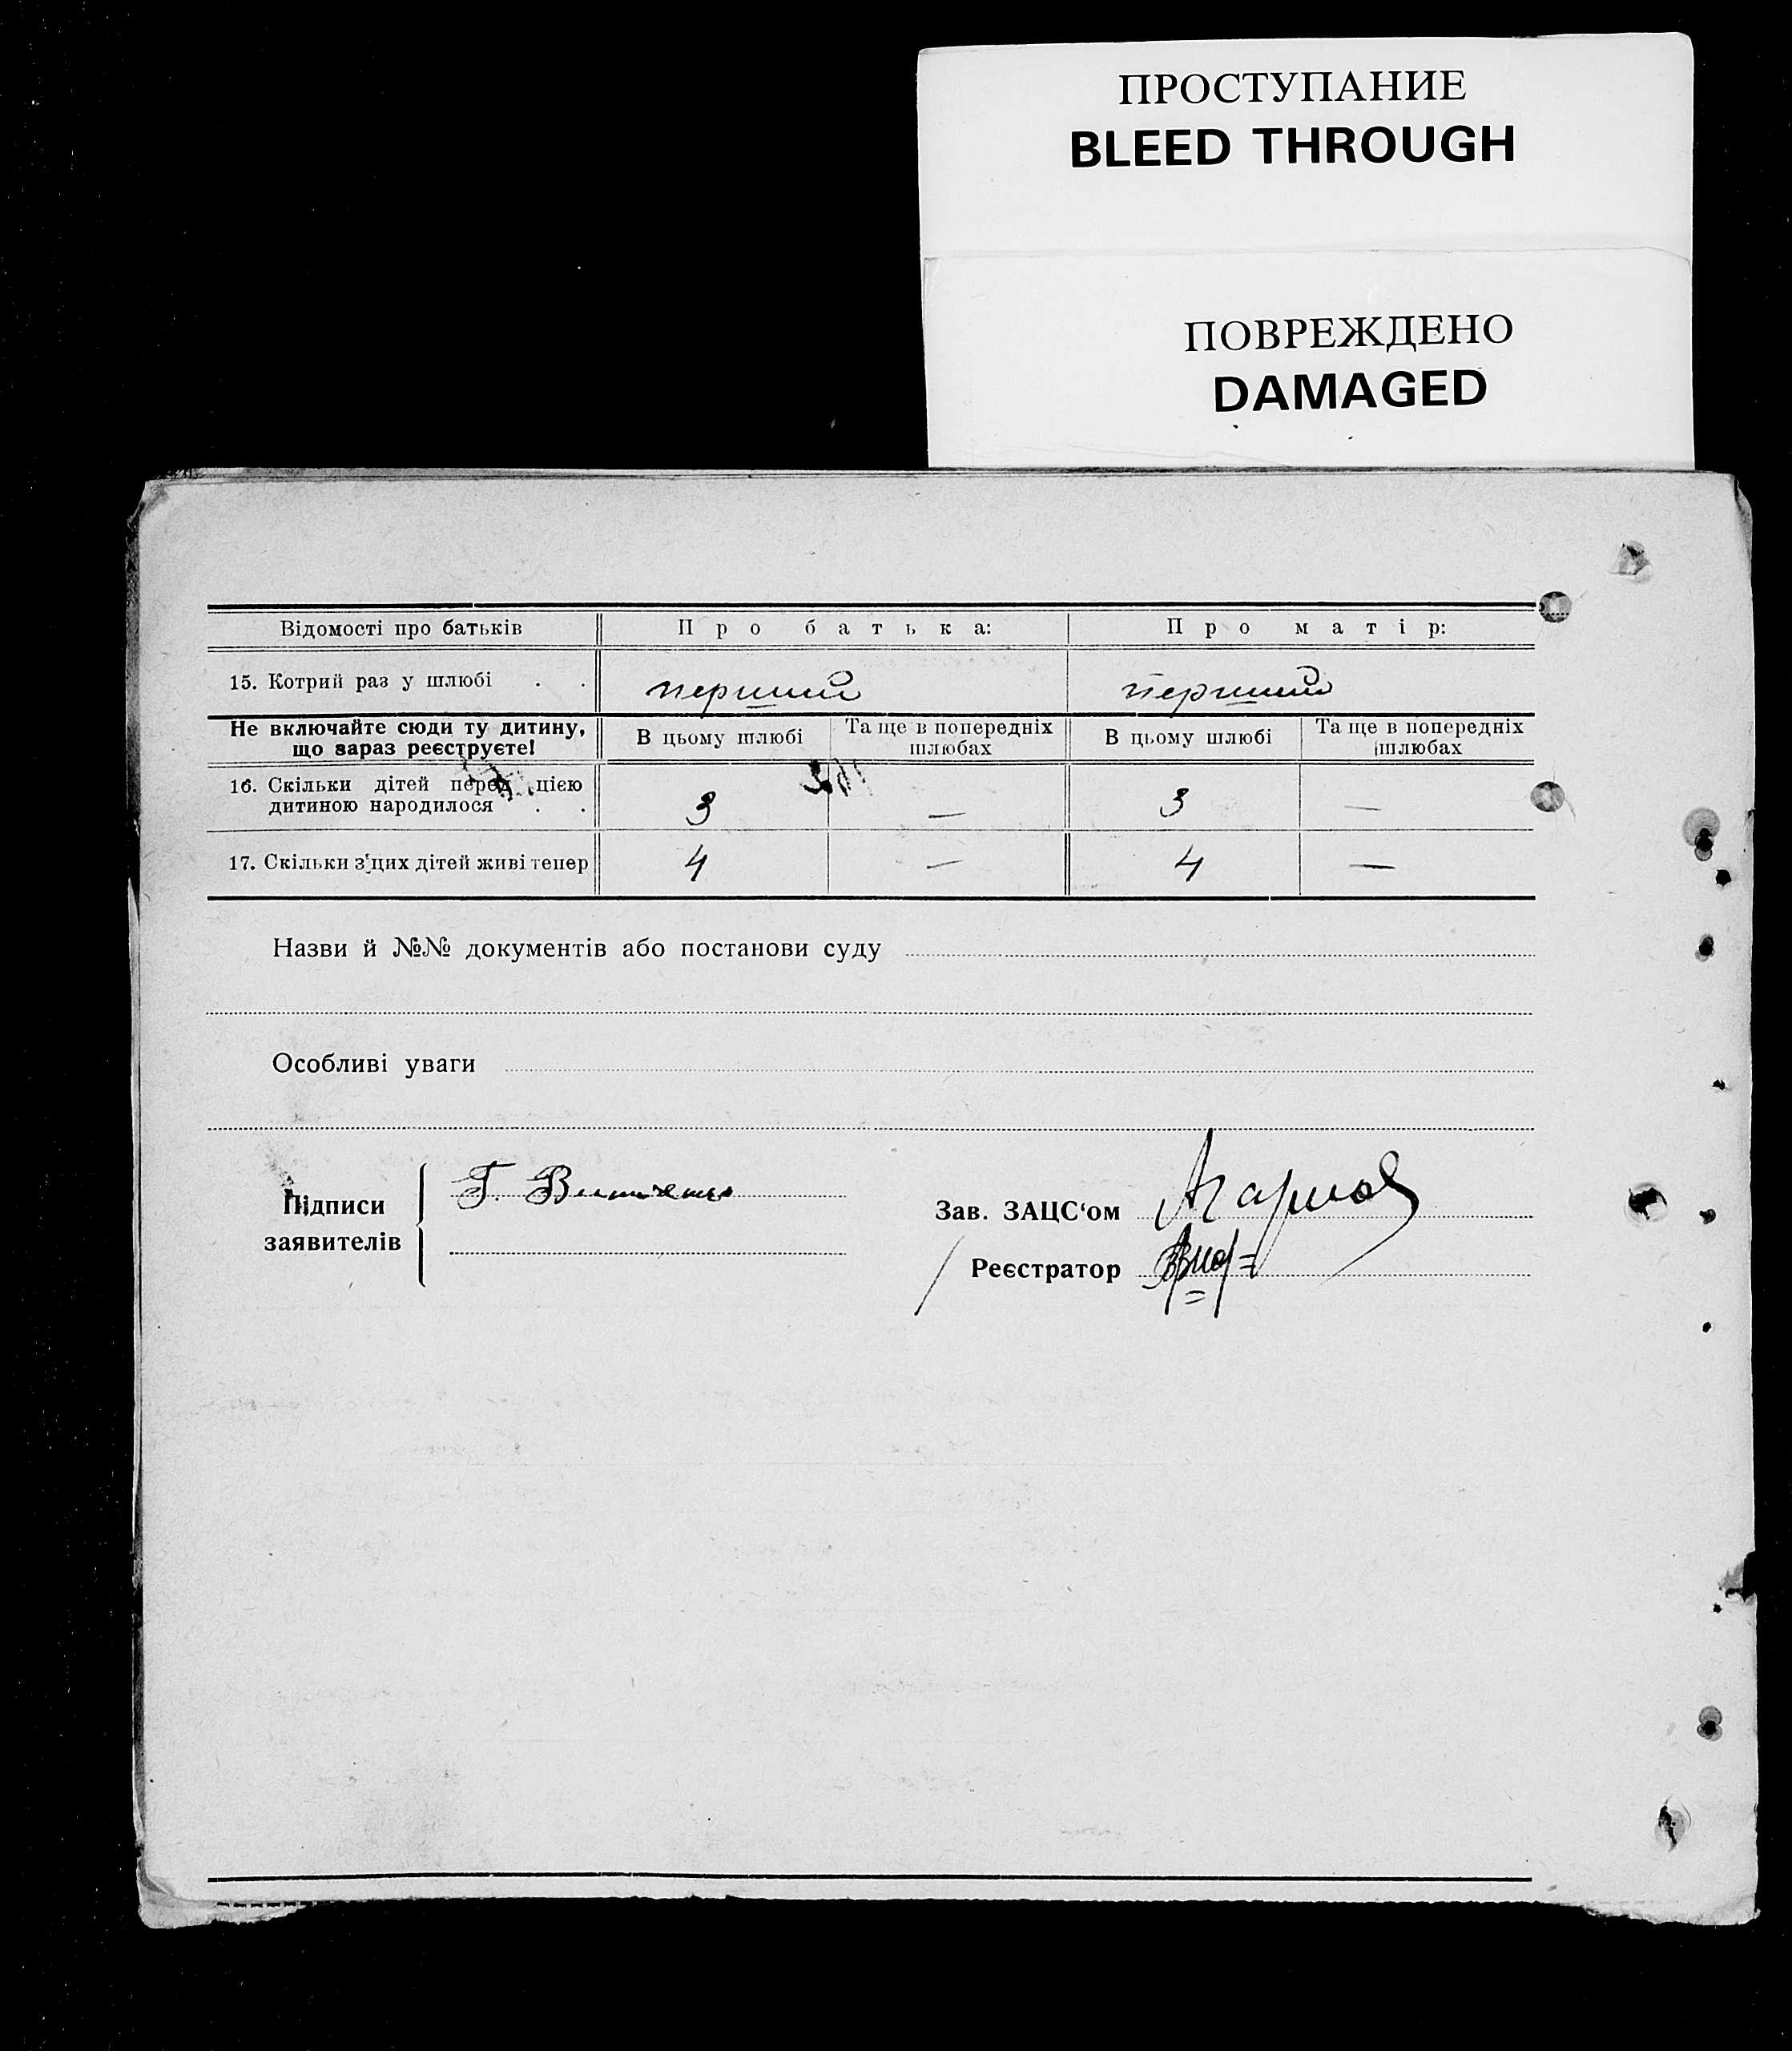 ПРОСТУПАНИЕ
BLEED THROUGH
ПОВРЕЖДЕНО
DAMAGED
Відомості про батьків Про батька: Про матір:
15. Котрий раз у шлюбі . . перший перший
Не включайте сюди ту дитину, що зараз реєструєте! В цьому шлюбі Та ще в попередніх шлюбах В цьому шлюбі Та ще в попередніх шлюбах
16. Скільки дітей перед цією дитиною народилося . . 3 — 3 —
17. Скільки з цих дітей живі тепер 4 — 4 —
Назви й №№ документів або постанови суду
Особливі уваги
Підписи заявителів Г.
Зав. ЗАЦС‘ом
Реєстратор